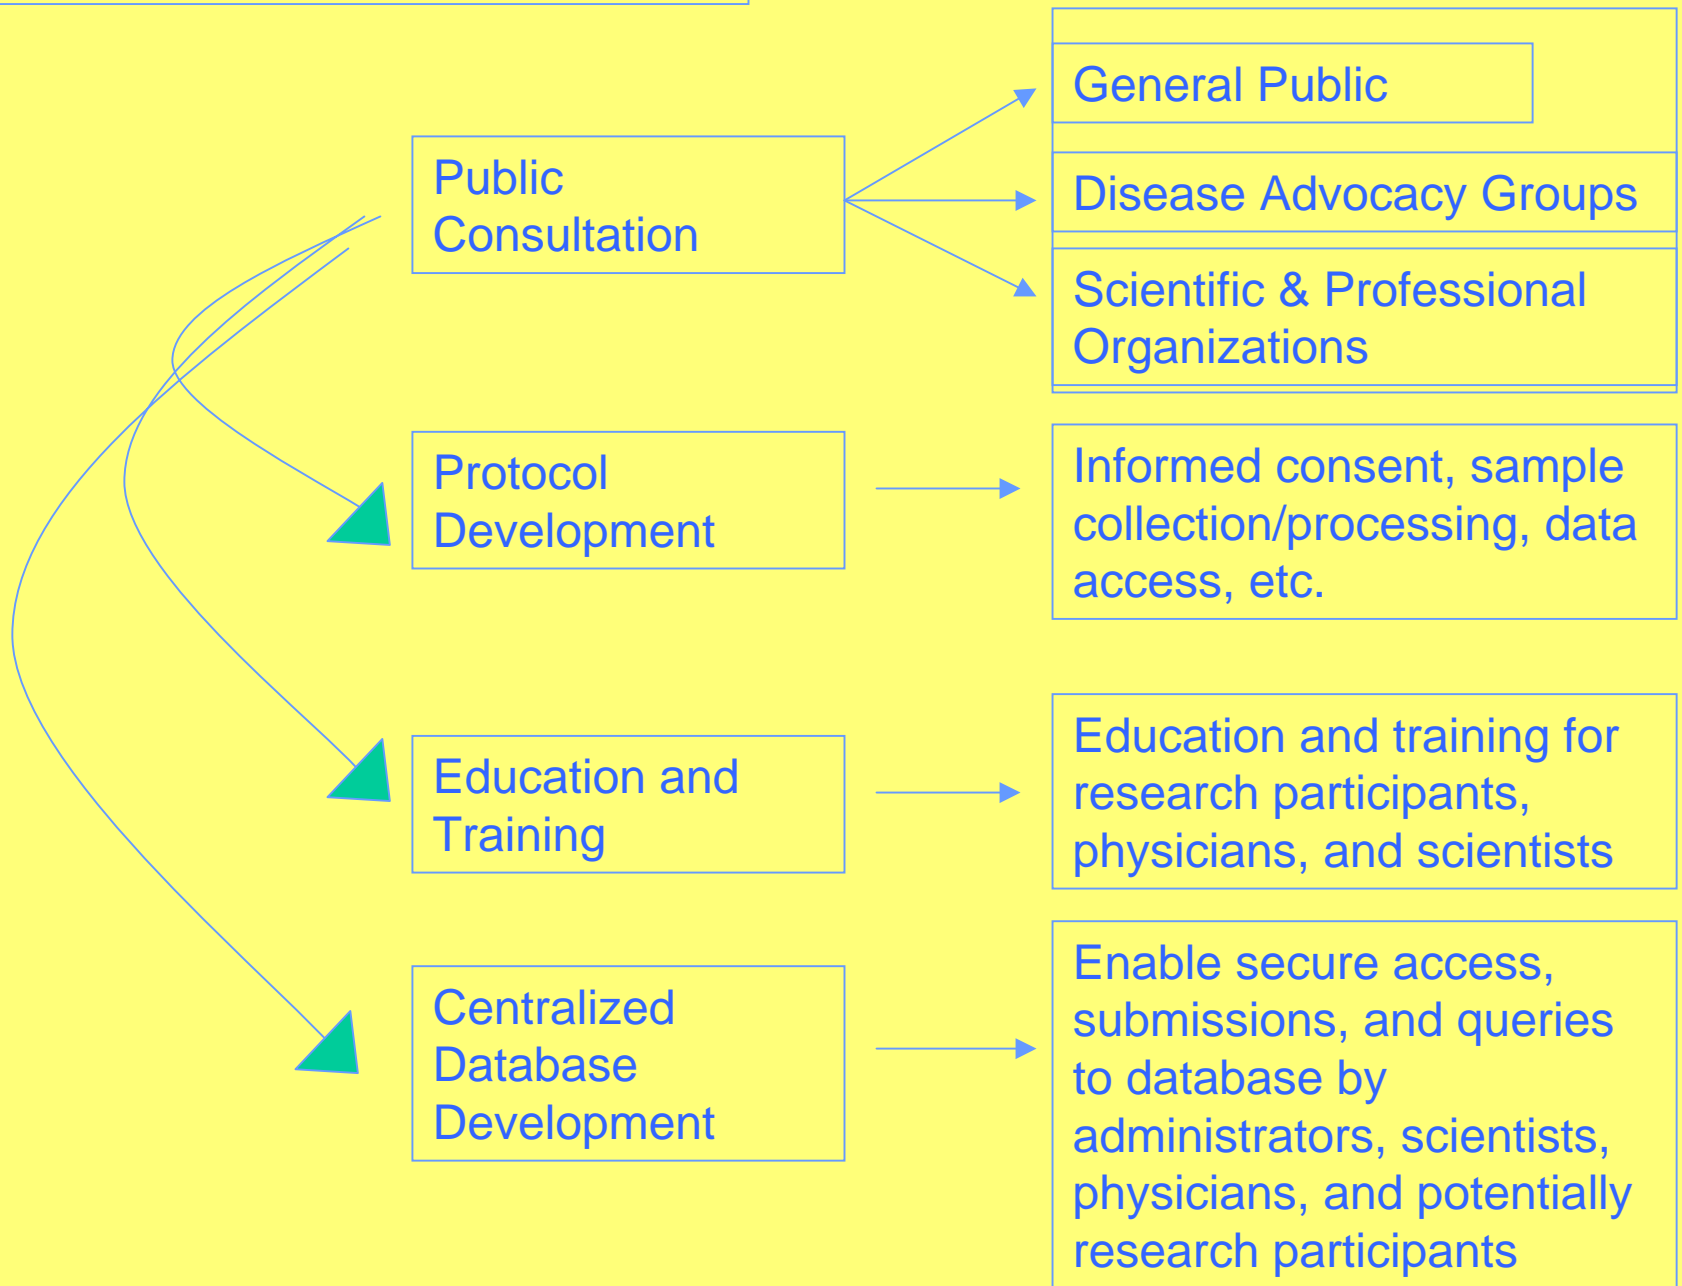 Public
Consultation
General Public
Disease Advocacy Groups
Scientific & Professional
Organizations
Protocol
Development
Informed consent, sample
collection/processing, data
access, etc.
Education and
Training
Education and training for
research participants,
physicians, and scientists
Centralized
Database
Development
Enable secure access,
submissions, and queries
to database by
administrators, scientists,
physicians, and potentially
research participants